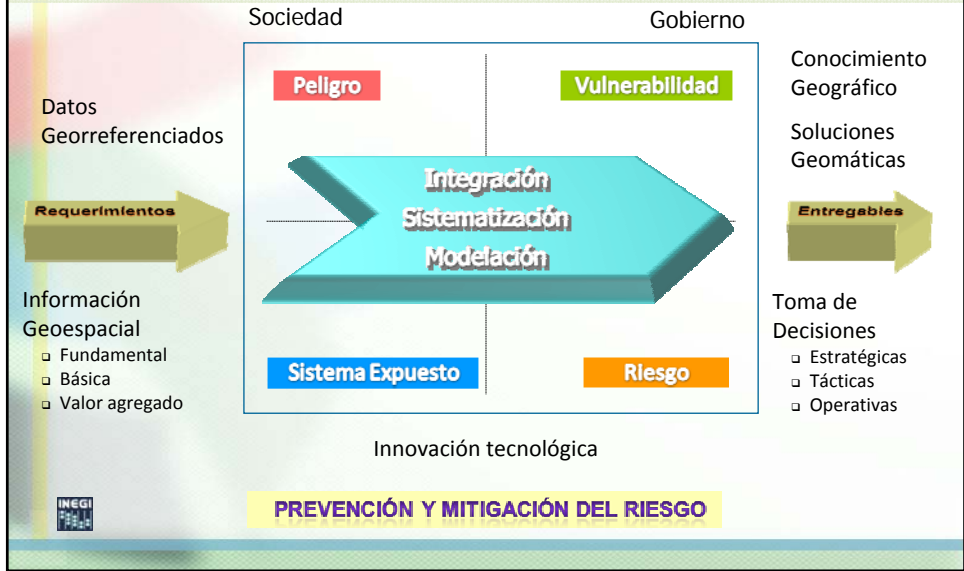 Sociedad
Gobierno
Datos
Georreferenciados
Requerimientos
Información
Geoespacial
Fundamental
Básica
Valor agregado
Peligro
Vulnerabilidad
Integración
Sistematización
Modelación
Sistema Expuesto
Riesgo
Conocimiento
Geográfico
Soluciones
Geomáticas
Entregables
Toma de
Decisiones
Estratégicas
Tácticas
Operativas
Innovación tecnológica
INEGI
PREVENCIÓN Y MITIGACIÓN DEL RIESGO